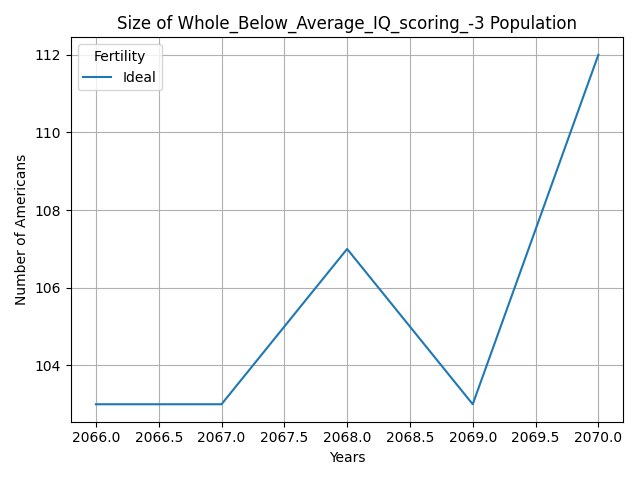 Size of Whole_Below_Average_IQ_scoring_-3 Population
Fertility
Ideal
Number of Americans
112
110
108
106
104
2066.0 2066.5 2067.0 2067.5 2068.0 2068.5 2069.0 2069.5 2070.0
Years